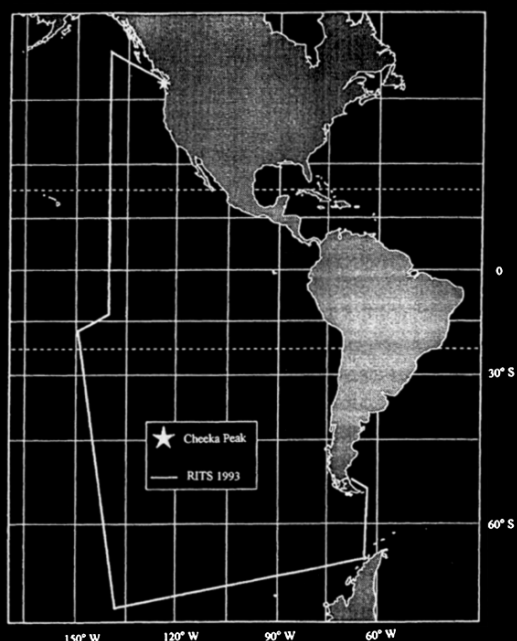 0
30° S
Cheeka Peak
RITS 1993
60° S
150° W
120° W
90° W
60° W